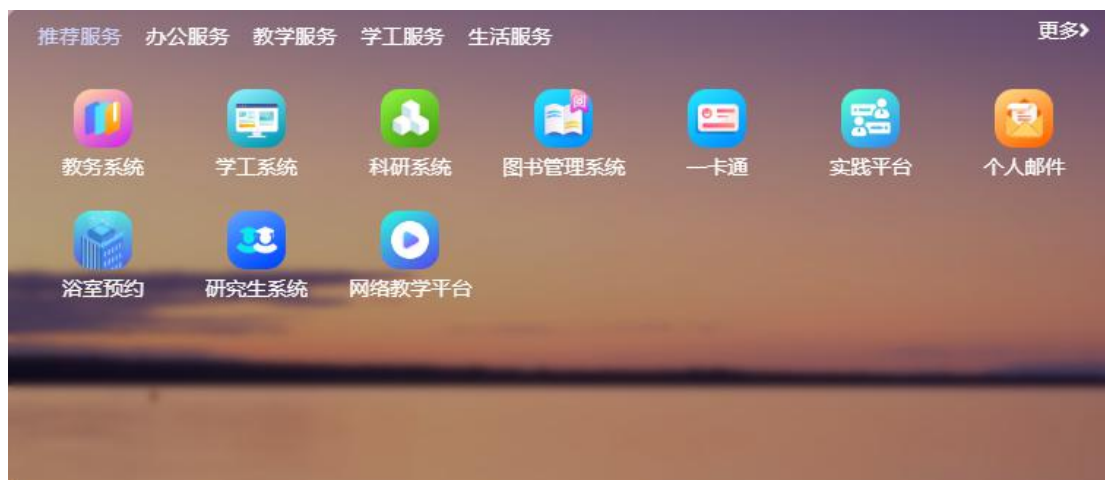 推荐服务 办公服务 教学服务 学工服务 生活服务 更多>
教务系统 学工系统 科研系统 图书管理系统 一卡通 实践平台 个人邮件
浴室预约 研究生系统 网络教学平台